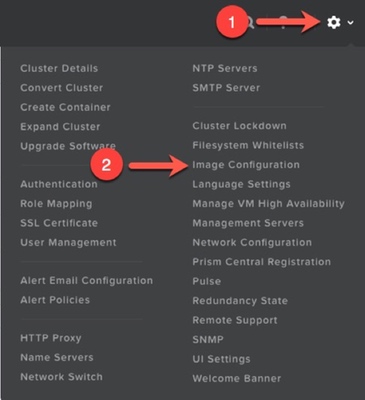 1
Cluster Details
Convert Cluster
Create Container
Expand Cluster
Upgrade Software
2
Authentication
Role Mapping
SSL Certificate
User Management
Alert Email Configuration
Alert Policies
HTTP Proxy
Name Servers
Network Switch
NTP Servers
SMTP Server
Cluster Lockdown
Filesystem Whitelists
Image Configuration
Language Settings
Manage VM High Availability
Management Servers
Network Configuration
Prism Central Registration
Pulse
Redundancy State
Remote Support
SNMP
UI Settings
Welcome Banner